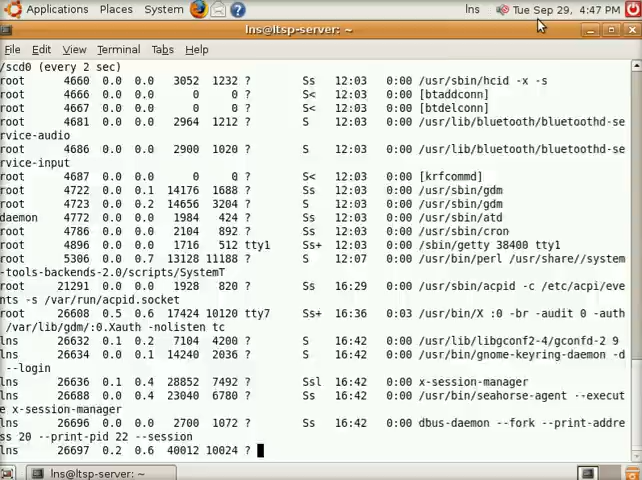 Applications Places System lns Tue Sep 29, 4:47 PM
lns@ltsp-server: ~
File Edit View Terminal Tabs Help
/scd0 (every 2 sec)
root 4660 0.0 0.0 3052 1232 ? Ss 12:03 0:00 /usr/sbin/hcid -x -s
root 4666 0.0 0.0 0 0 ? S< 12:03 0:00 [btaddconn]
root 4667 0.0 0.0 0 0 ? S< 12:03 0:00 [btdelconn]
root 4681 0.0 0.0 2964 1212 ? S 12:03 0:00 /usr/lib/bluetooth/bluetoothd-se
rvice-audio
root 4686 0.0 0.0 2900 1020 ? S 12:03 0:00 /usr/lib/bluetooth/bluetoothd-se
rvice-input
root 4687 0.0 0.0 0 0 ? S< 12:03 0:00 [krfcommd]
root 4722 0.0 0.1 14176 1688 ? Ss 12:03 0:00 /usr/sbin/gdm
root 4723 0.0 0.2 14656 3204 ? S 12:03 0:00 /usr/sbin/gdm
daemon 4772 0.0 0.0 1984 424 ? Ss 12:03 0:00 /usr/sbin/atd
root 4786 0.0 0.0 2104 892 ? Ss 12:03 0:00 /usr/sbin/cron
root 4896 0.0 0.0 1716 512 tty1 Ss+ 12:03 0:00 /sbin/getty 38400 tty1
root 5306 0.0 0.7 13128 11188 ? S 12:07 0:00 /usr/bin/perl /usr/share//system
-tools-backends-2.0/scripts/SystemT
root 21291 0.0 0.0 1928 820 ? Ss 16:29 0:00 /usr/sbin/acpid -c /etc/acpi/eve
nts -s /var/run/acpid.socket
root 26608 0.5 0.6 17424 10120 tty7 Ss+ 16:36 0:03 /usr/bin/X :0 -br -audit 0 -auth
/var/lib/gdm/:0.Xauth -nolisten tc
lns 26632 0.1 0.2 7104 4200 ? S 16:42 0:00 /usr/lib/libgconf2-4/gconfd-2 9
lns 26634 0.0 0.1 14240 2036 ? S 16:42 0:00 /usr/bin/gnome-keyring-daemon -d
--login
lns 26636 0.1 0.4 28852 7492 ? Ssl 16:42 0:00 x-session-manager
lns 26688 0.0 0.4 23040 6780 ? Ss 16:42 0:00 /usr/bin/seahorse-agent --execut
e x-session-manager
lns 26696 0.0 0.0 2700 1072 ? Ss 16:42 0:00 dbus-daemon --fork --print-addre
ss 20 --print-pid 22 --session
lns 26697 0.2 0.6 40012 10024 ?
lns@ltsp-server: ~